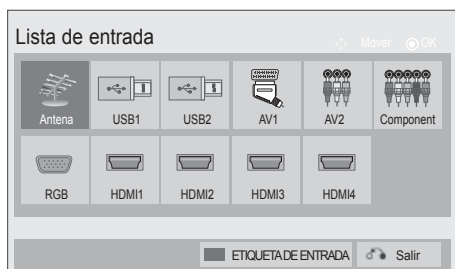 Lista de entrada
Mover OK
Antena USB1 USB2 AV1 AV2 Component
RGB HDMI1 HDMI2 HDMI3 HDMI4
ETIQUETA DE ENTRADA Salir